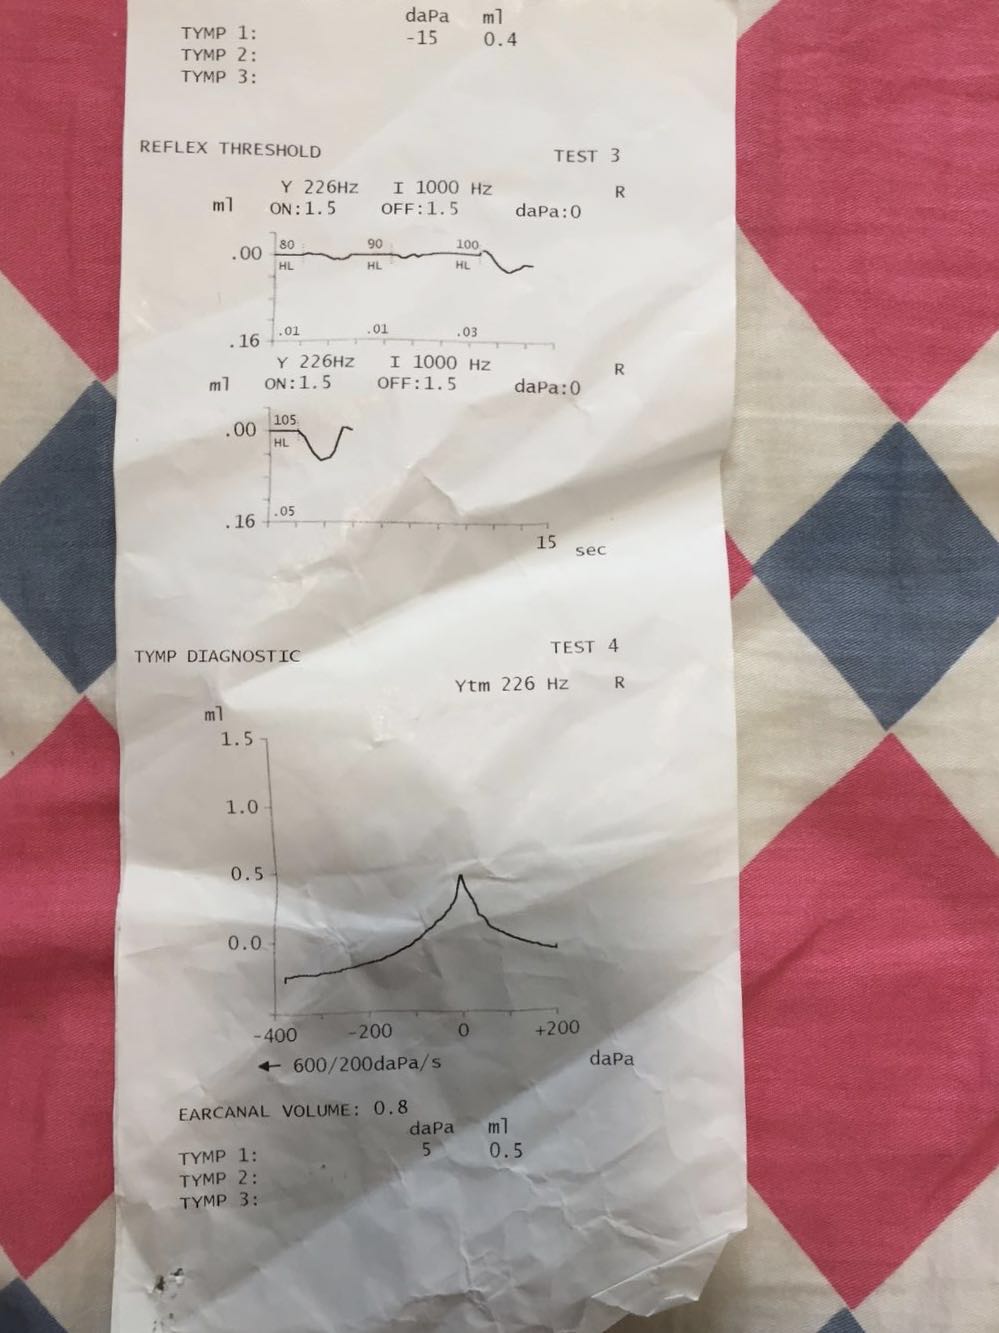 daPa ml
TYMP 1: -15 0.4
TYMP 2:
TYMP 3:
REFLEX THRESHOLD TEST 3
Y 226Hz I 1000 Hz R
ml ON:1.5 OFF:1.5 daPa:0
80 90 100
.00
HL HL HL
.01 .01 .03
.16
Y 226Hz I 1000 Hz R
ml ON:1.5 OFF:1.5 daPa:0
105
.00
HL
.05
.16
15 sec
TYMP DIAGNOSTIC TEST 4
Ytm 226 Hz R
ml
1.5
1.0
0.5
0.0
-400 -200 0 +200
← 600/200daPa/s daPa
EARCANAL VOLUME: 0.8
daPa ml
TYMP 1: 5 0.5
TYMP 2:
TYMP 3: